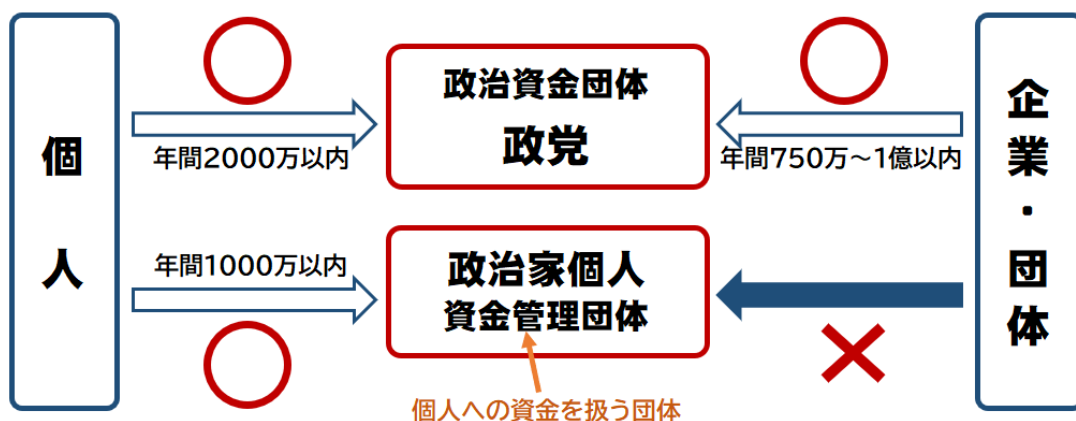 個人
年間2000万以内
年間1000万以内
政治資金団体
政党
政治家個人
資金管理団体
個人への資金を扱う団体
年間750万～1億以内
企業・団体